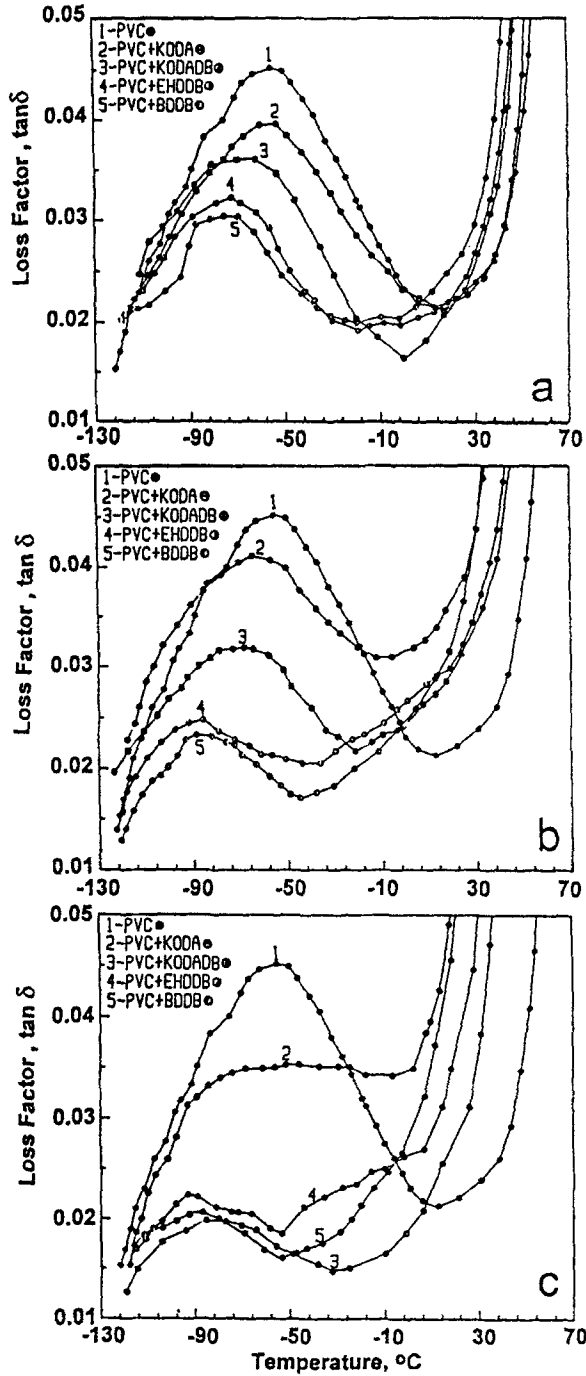 0.05
0.04
0.03
0.02
0.01
Loss Factor, tanδ
1-PVC
2-PVC+KODA
3-PVC+KODADB
4-PVC+EHDDB
5-PVC+BDDB
1
2
3
4
5
a
-130 -90 -50 -10 30 70
0.05
0.04
0.03
0.02
0.01
Loss Factor, tan δ
1-PVC
2-PVC+KODA
3-PVC+KODADB
4-PVC+EHDDB
5-PVC+BDDB
1
2
3
4
5
b
-130 -90 -50 -10 30 70
0.05
0.04
0.03
0.02
0.01
Loss Factor, tan δ
1-PVC
2-PVC+KODA
3-PVC+KODADB
4-PVC+EHDDB
5-PVC+BDDB
1
2
4
5
3
c
-130 -90 -50 -10 30 70
Temperature, ºC